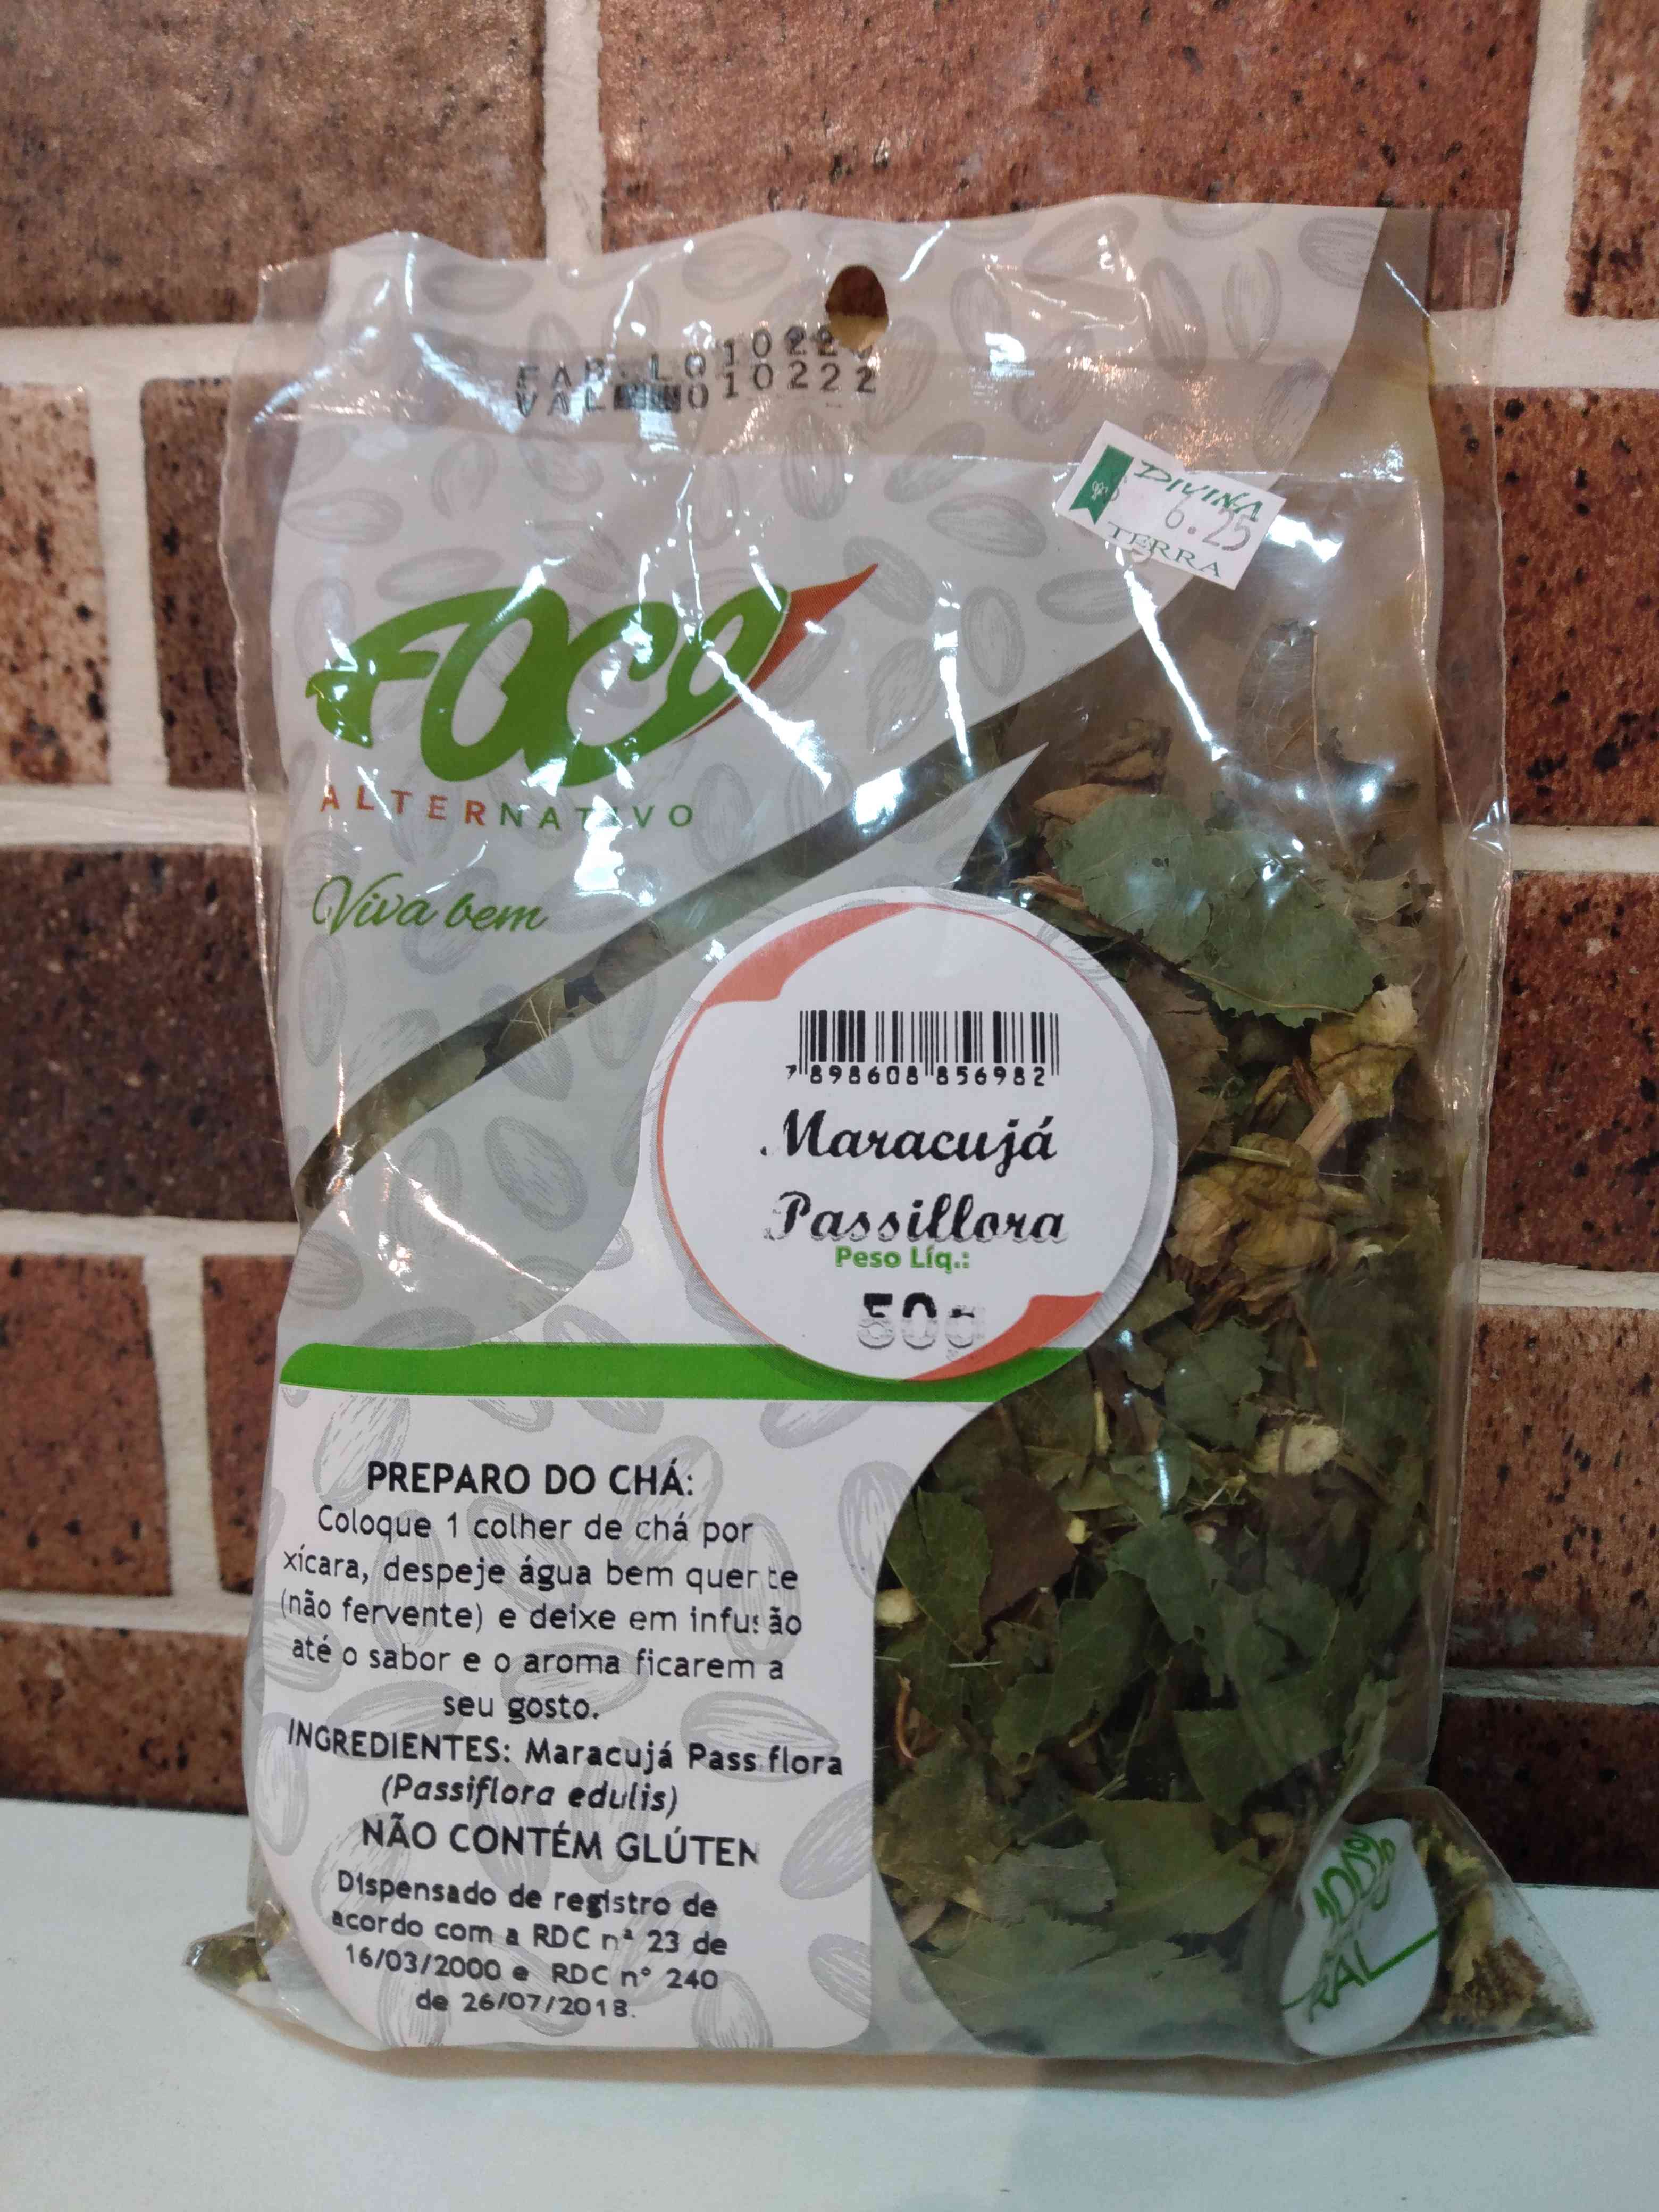 VAL 010222
DIVINA
6.25
TERRA
FOCO
ALTERNATIVO
Viva bem
7 898608 856982
Maracujá
Passiflora
Peso Líq.:
50g
PREPARO DO CHÁ:
Coloque 1 colher de chá por
xícara, despeje água bem quente
(não fervente) e deixe em infusão
até o sabor e o aroma ficarem a
seu gosto.
INGREDIENTES: Maracujá Passiflora
(Passiflora edulis)
NÃO CONTÉM GLÚTEN
Dispensado de registro de
acordo com a RDC nª 23 de
16/03/2000 e RDC nº 240
de 26/07/2018.
100%